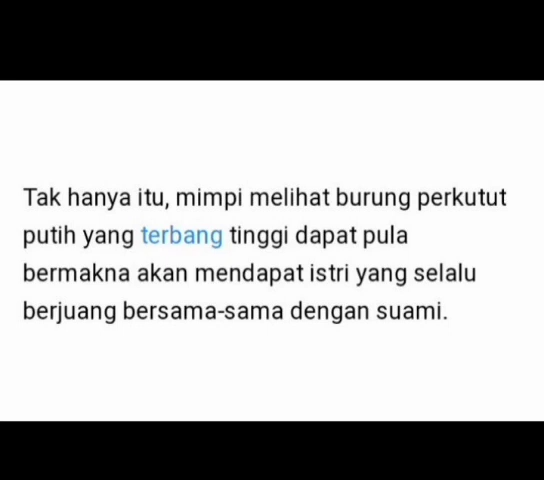 Tak hanya itu, mimpi melihat burung perkutut
putih yang terbang tinggi dapat pula
bermakna akan mendapat istri yang selalu
berjuang bersama-sama dengan suami.